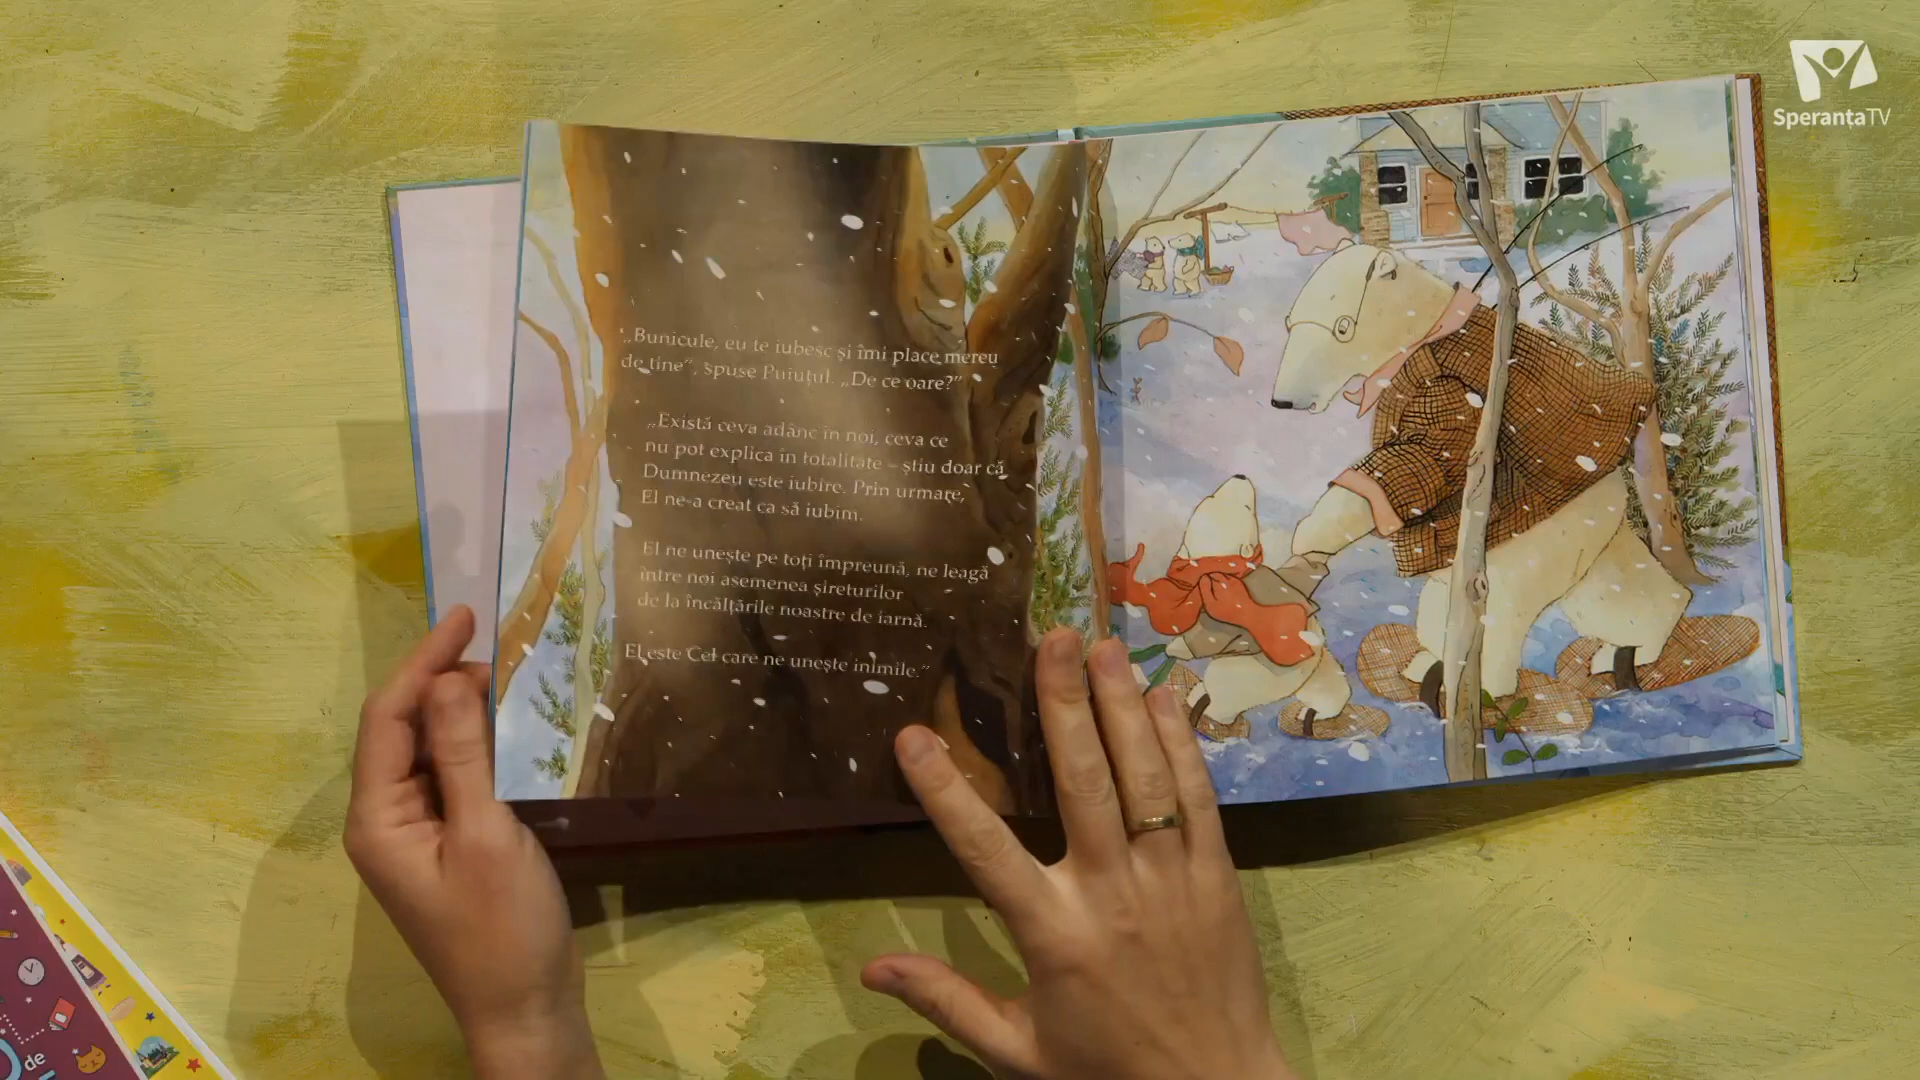 „Bunicule, eu te iubesc și îmi place mereu
de tine”, spuse Puiuțul. „De ce oare?”
„Există ceva adânc în noi, ceva ce
nu pot explica în totalitate – știu doar că
Dumnezeu este iubire. Prin urmare,
El ne-a creat ca să iubim.
El ne unește pe toți împreună, ne leagă
între noi asemenea șireturilor
de la încălțările noastre de iarnă.
El este Cel care ne unește inimile.”
SperanțaTV
de